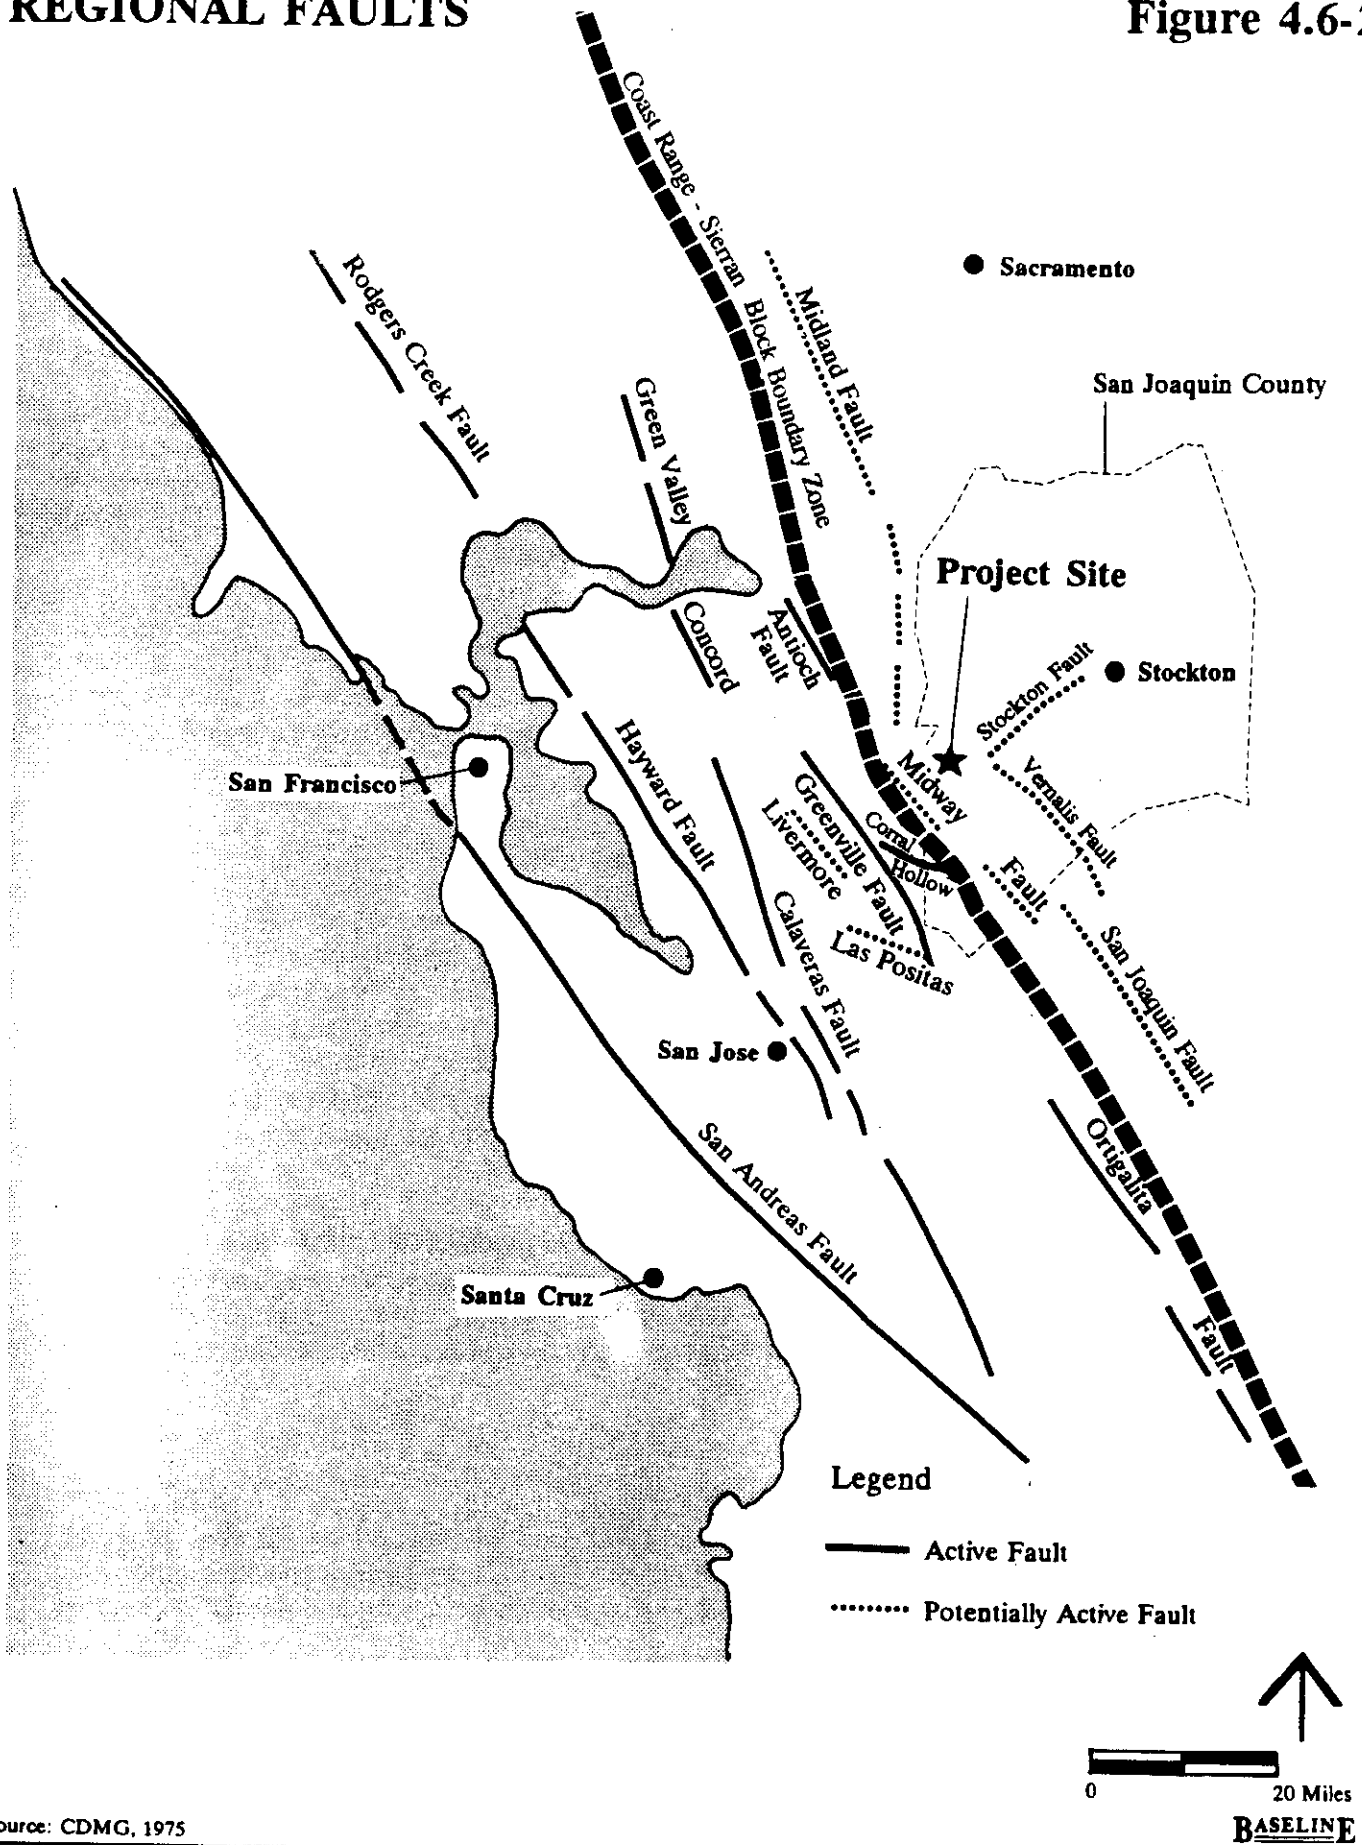 REGIONAL FAULTS
Figure 4.6-2
Coast Range - Sierran Block Boundary Zone
Sacramento
Rodgers Creek Fault
Midland Fault
San Joaquin County
Green Valley
Project Site
Concord
Antioch
Fault
Stockton Fault
Stockton
Hayward Fault
San Francisco
Midway
Vernalis Fault
Greenville Fault
Livermore
Corral
Hollow
Fault
Calaveras Fault
Las Positas
San Joaquin Fault
San Jose
San Andreas Fault
Ortigalita
Santa Cruz
Fault
Legend
Active Fault
Potentially Active Fault
0
20 Miles
ource: CDMG, 1975
BASELINE